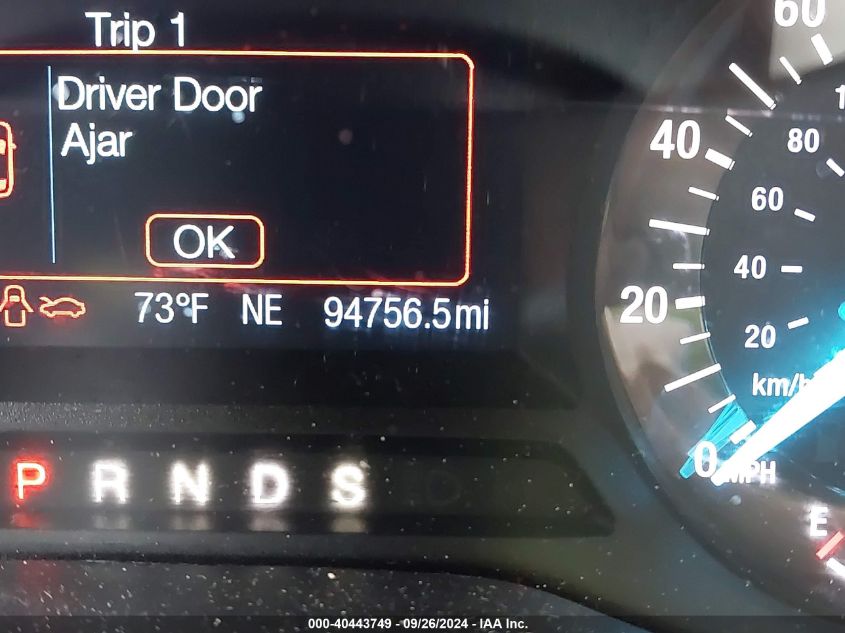 Trip 1
Driver Door
Ajar
OK
73°F NE 94756.5mi
P R N D S
60
40
20
0
MPH
80
60
40
20
km/h
E
000-40443749 - 09/26/2024 - IAA Inc.